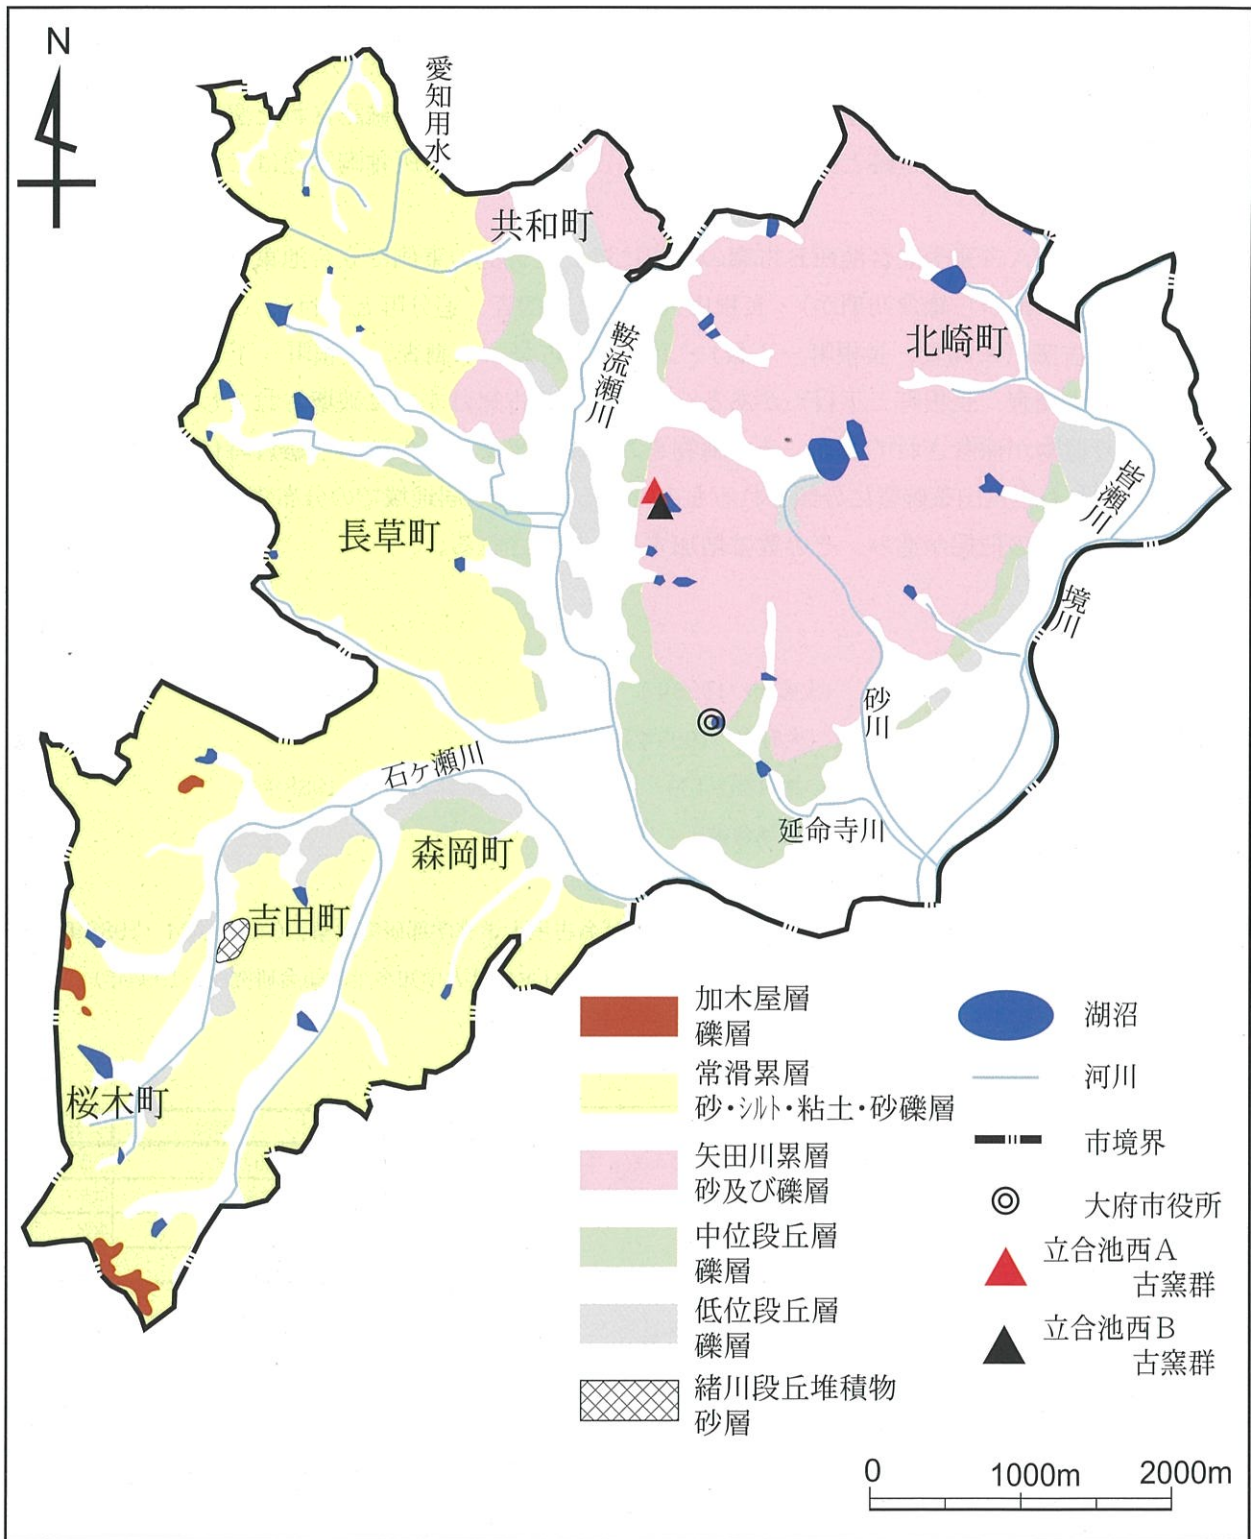 N
愛知用水
共和町
鞍流瀬川
北崎町
皆瀬川
長草町
境川
砂川
石ヶ瀬川
延命寺川
森岡町
吉田町
桜木町
加木屋層
礫層
常滑累層
砂・シルト・粘土・砂礫層
矢田川累層
砂及び礫層
中位段丘層
礫層
低位段丘層
礫層
緒川段丘堆積物
砂層
湖沼
河川
市境界
大府市役所
立合池西A
古窯群
立合池西B
古窯群
0 1000m 2000m